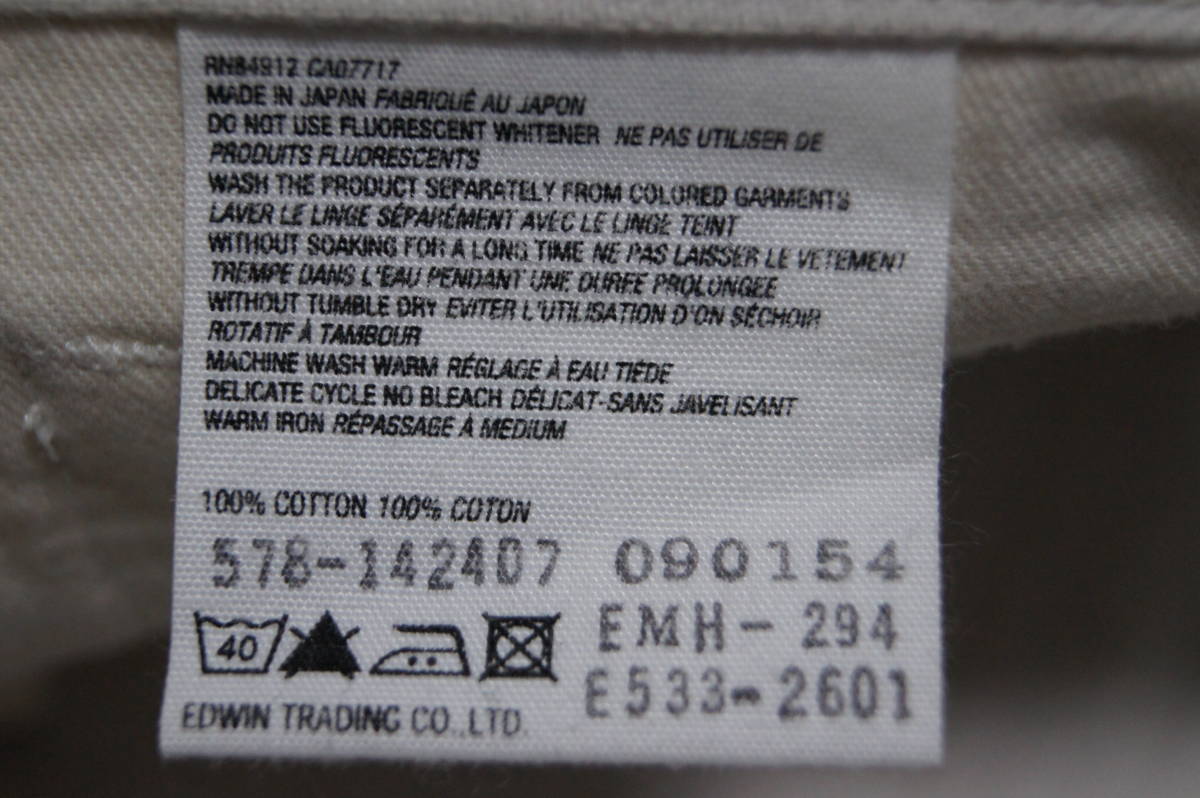 RN84912 CA07717
MADE IN JAPAN FABRIQUÉ AU JAPON
DO NOT USE FLUORESCENT WHITENER NE PAS UTILISER DE
PRODUITS FLUORESCENTS
WASH THE PRODUCT SEPARATELY FROM COLORED GARMENTS
LAVER LE LINGE SÉPARÉMENT AVEC LE LINGE TEINT
WITHOUT SOAKING FOR A LONG TIME NE PAS LAISSER LE VETEMENT
TREMPE DANS L'EAU PENDANT UNE DUREE PROLONGEE
WITHOUT TUMBLE DRY EVITER L'UTILISATION D'ON SÉCHOIR
ROTATIF À TAMBOUR
MACHINE WASH WARM RÉGLAGE À EAU TIÉDE
DELICATE CYCLE NO BLEACH DÉLICAT-SANS JAVELISANT
WARM IRON RÉPASSAGE À MEDIUM
100% COTTON 100% COTON
578-142407 090154
40
EMH-294
E533-2601
EDWIN TRADING CO.,LTD.